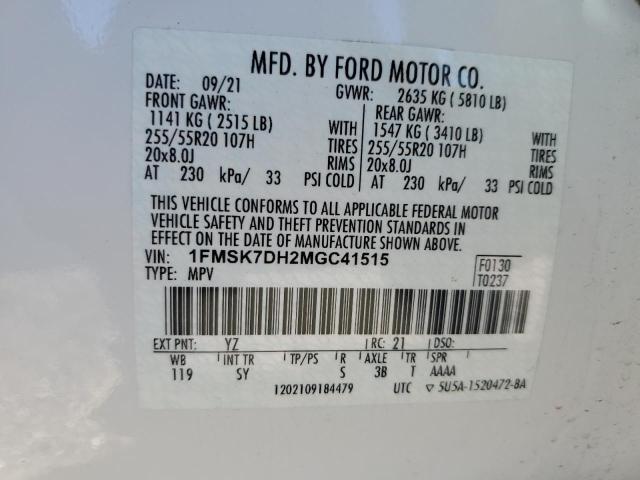 MFD. BY FORD MOTOR CO.
DATE: 09/21 GVWR: 2635 KG ( 5810 LB)
FRONT GAWR: REAR GAWR:
1141 KG ( 2515 LB) WITH 1547 KG ( 3410 LB) WITH
255/55R20 107H TIRES 255/55R20 107H TIRES
20x8.0J RIMS 20x8.0J RIMS
AT 230 kPa/ 33 PSI COLD AT 230 kPa/ 33 PSI COLD
THIS VEHICLE CONFORMS TO ALL APPLICABLE FEDERAL MOTOR
VEHICLE SAFETY AND THEFT PREVENTION STANDARDS IN
EFFECT ON THE DATE OF MANUFACTURE SHOWN ABOVE.
VIN: 1FMSK7DH2MGC41515 F0130
TYPE: MPV T0237
EXT PNT: YZ RC: 21 DSO:
WB INT TR TP/PS R AXLE TR SPR
119 SY S 3B T AAAA
1202109184479 UTC ▽ 5U5A-1520472-BA